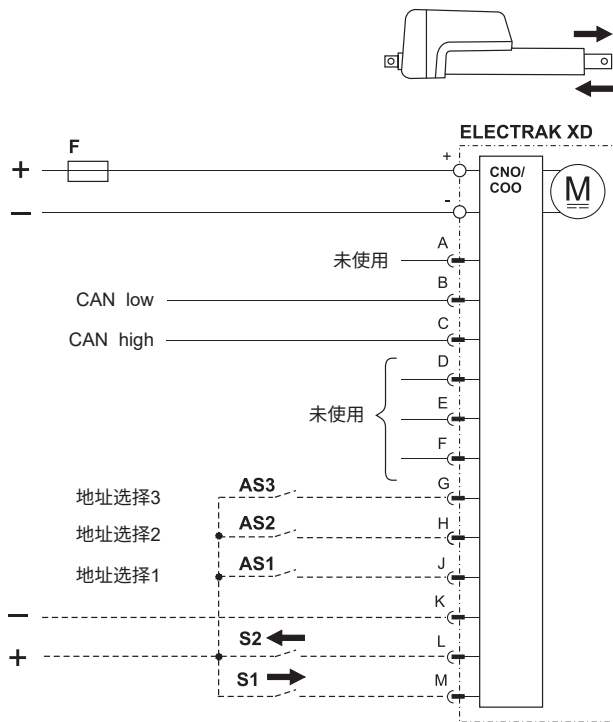 ELECTRAK XD
F
+
+
CNO/
COO
M
−
-
A
未使用
B
CAN low
C
CAN high
D
E
未使用
F
G
AS3
地址选择3
H
AS2
地址选择2
J
AS1
地址选择1
K
−
L
S2
+
M
S1